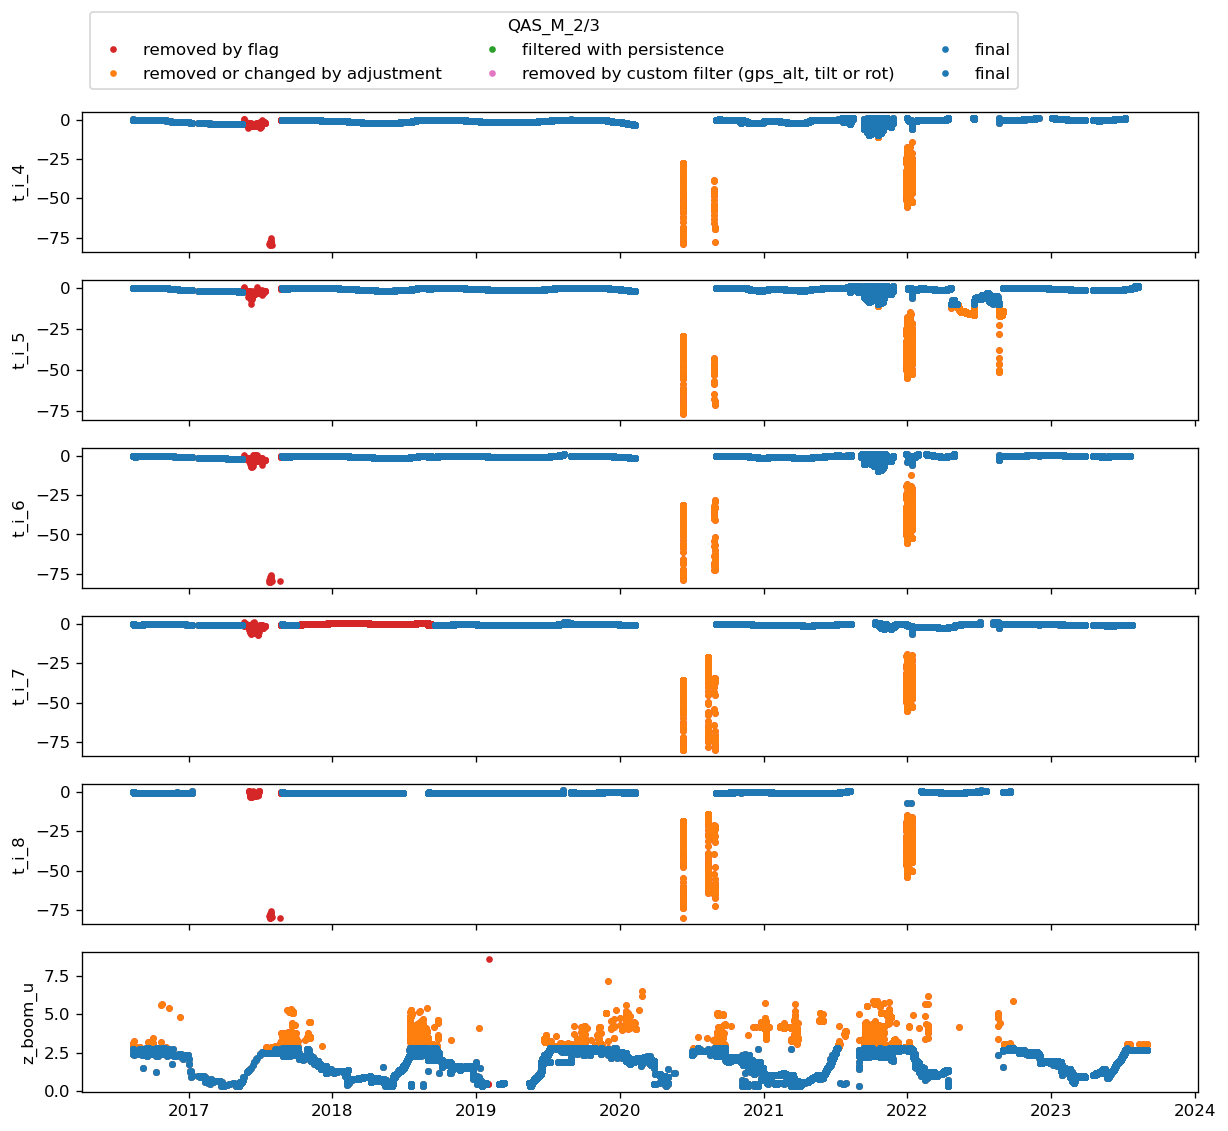 QAS_M_2/3
removed by flag
filtered with persistence
final
removed or changed by adjustment
removed by custom filter (gps_alt, tilt or rot)
final
0
−25
−50
−75
t_i_4
0
−25
−50
−75
t_i_5
0
−25
−50
−75
t_i_6
0
−25
−50
−75
t_i_7
0
−25
−50
−75
t_i_8
7.5
5.0
2.5
0.0
z_boom_u
2017 2018 2019 2020 2021 2022 2023 2024